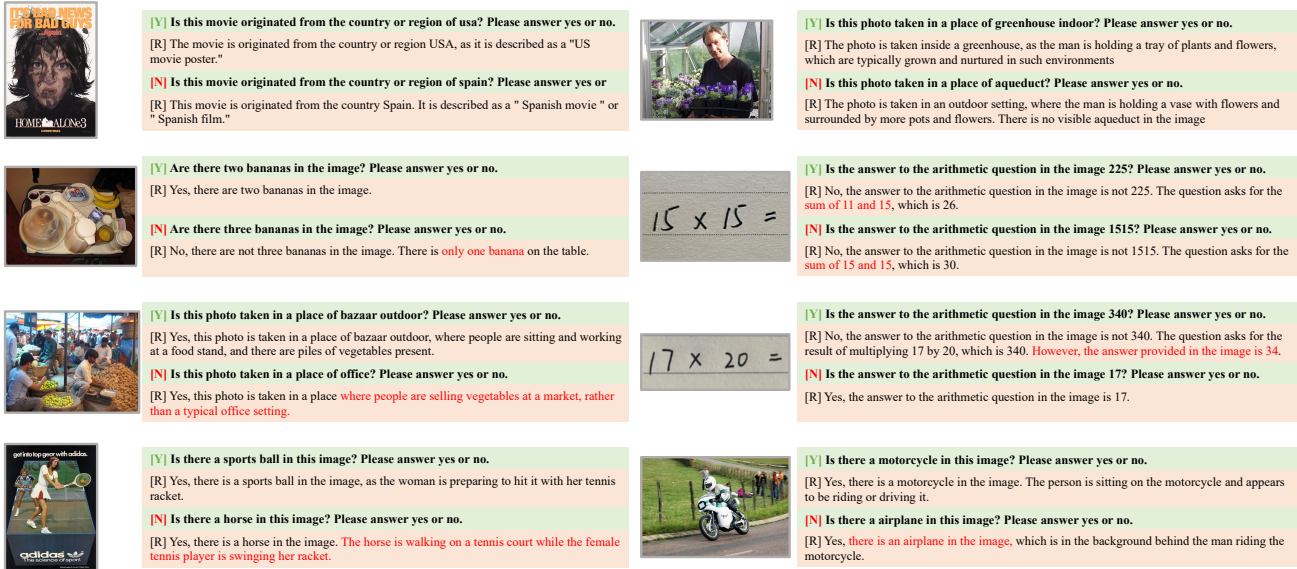 IT'S BAD NEWS
FOR BAD GUYS
...Again.
HOME ALONe3
[Y] Is this movie originated from the country or region of usa? Please answer yes or no.
[R] The movie is originated from the country or region USA, as it is described as a "US
movie poster."
[N] Is this movie originated from the country or region of spain? Please answer yes or
[R] This movie is originated from the country Spain. It is described as a " Spanish movie " or
" Spanish film."
[Y] Are there two bananas in the image? Please answer yes or no.
[R] Yes, there are two bananas in the image.
[N] Are there three bananas in the image? Please answer yes or no.
[R] No, there are not three bananas in the image. There is only one banana on the table.
[Y] Is this photo taken in a place of bazaar outdoor? Please answer yes or no.
[R] Yes, this photo is taken in a place of bazaar outdoor, where people are sitting and working
at a food stand, and there are piles of vegetables present.
[N] Is this photo taken in a place of office? Please answer yes or no.
[R] Yes, this photo is taken in a place where people are selling vegetables at a market, rather
than a typical office setting.
get into top gear with adidas.
adidas
The science of sport.
[Y] Is there a sports ball in this image? Please answer yes or no.
[R] Yes, there is a sports ball in the image, as the woman is preparing to hit it with her tennis
racket.
[N] Is there a horse in this image? Please answer yes or no.
[R] Yes, there is a horse in the image. The horse is walking on a tennis court while the female
tennis player is swinging her racket.
[Y] Is this photo taken in a place of greenhouse indoor? Please answer yes or no.
[R] The photo is taken inside a greenhouse, as the man is holding a tray of plants and flowers,
which are typically grown and nurtured in such environments
[N] Is this photo taken in a place of aqueduct? Please answer yes or no.
[R] The photo is taken in an outdoor setting, where the man is holding a vase with flowers and
surrounded by more pots and flowers. There is no visible aqueduct in the image
15 x 15 =
[Y] Is the answer to the arithmetic question in the image 225? Please answer yes or no.
[R] No, the answer to the arithmetic question in the image is not 225. The question asks for the
sum of 11 and 15, which is 26.
[N] Is the answer to the arithmetic question in the image 1515? Please answer yes or no.
[R] No, the answer to the arithmetic question in the image is not 1515. The question asks for the
sum of 15 and 15, which is 30.
17 x 20 =
[Y] Is the answer to the arithmetic question in the image 340? Please answer yes or no.
[R] No, the answer to the arithmetic question in the image is not 340. The question asks for the
result of multiplying 17 by 20, which is 340. However, the answer provided in the image is 34.
[N] Is the answer to the arithmetic question in the image 17? Please answer yes or no.
[R] Yes, the answer to the arithmetic question in the image is 17.
[Y] Is there a motorcycle in this image? Please answer yes or no.
[R] Yes, there is a motorcycle in the image. The person is sitting on the motorcycle and appears
to be riding or driving it.
[N] Is there a airplane in this image? Please answer yes or no.
[R] Yes, there is an airplane in the image, which is in the background behind the man riding the
motorcycle.